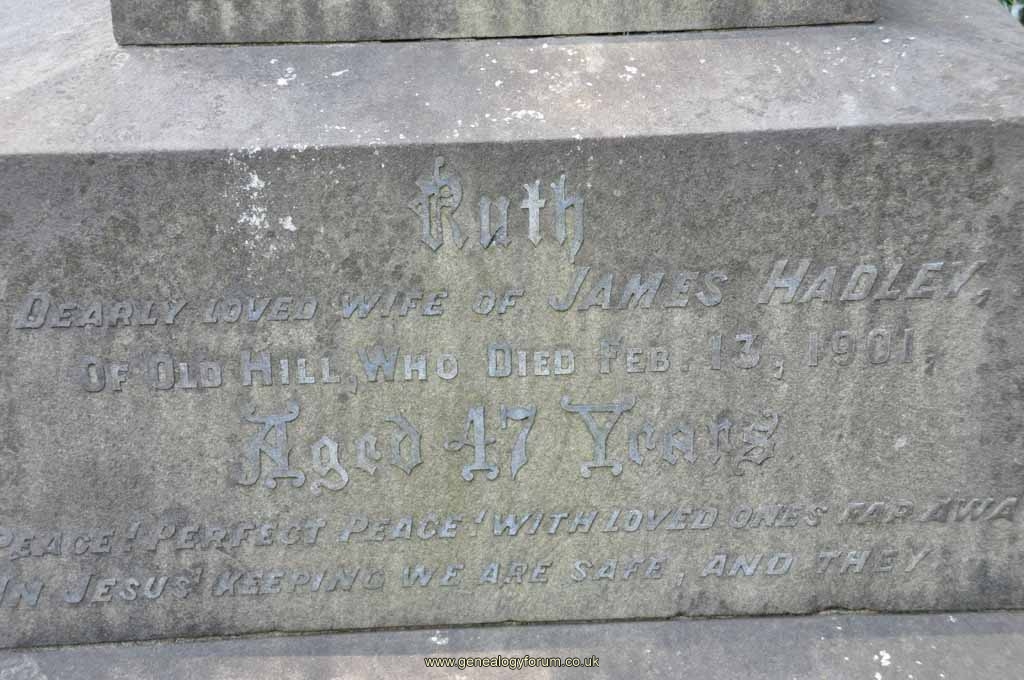 Ruth
DEARLY LOVED WIFE OF JAMES HADLEY,
OF OLD HILL, WHO DIED FEB. 13, 1901,
Aged 47 Years
PEACE! PERFECT PEACE! WITH LOVED ONES FAR AWA
IN JESUS' KEEPING WE ARE SAFE, AND THEY
www.genealogyforum.co.uk